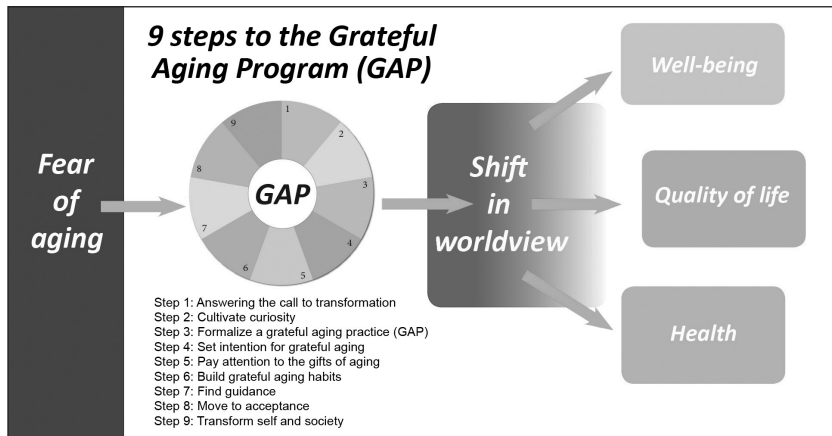 9 steps to the Grateful
Aging Program (GAP)
Fear
of
aging
1
2
3
4
5
6
7
8
9
GAP
Shift
in
worldview
Well-being
Quality of life
Health
Step 1: Answering the call to transformation
Step 2: Cultivate curiosity
Step 3: Formalize a grateful aging practice (GAP)
Step 4: Set intention for grateful aging
Step 5: Pay attention to the gifts of aging
Step 6: Build grateful aging habits
Step 7: Find guidance
Step 8: Move to acceptance
Step 9: Transform self and society